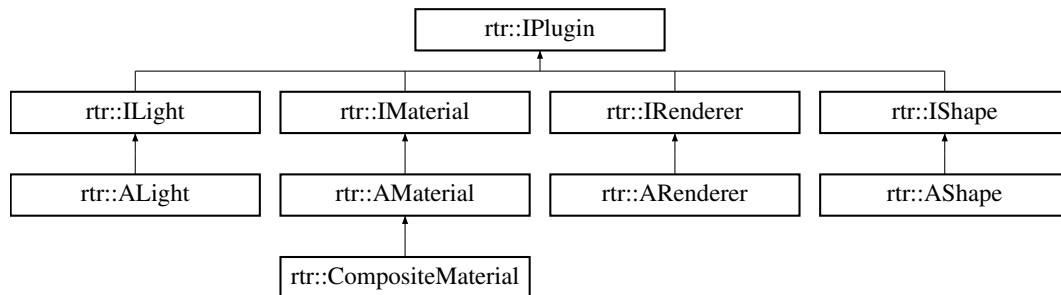 rtr::IPlugin
rtr::ILight
rtr::IMaterial
rtr::IRenderer
rtr::IShape
rtr::ALight
rtr::AMaterial
rtr::ARenderer
rtr::AShape
rtr::CompositeMaterial